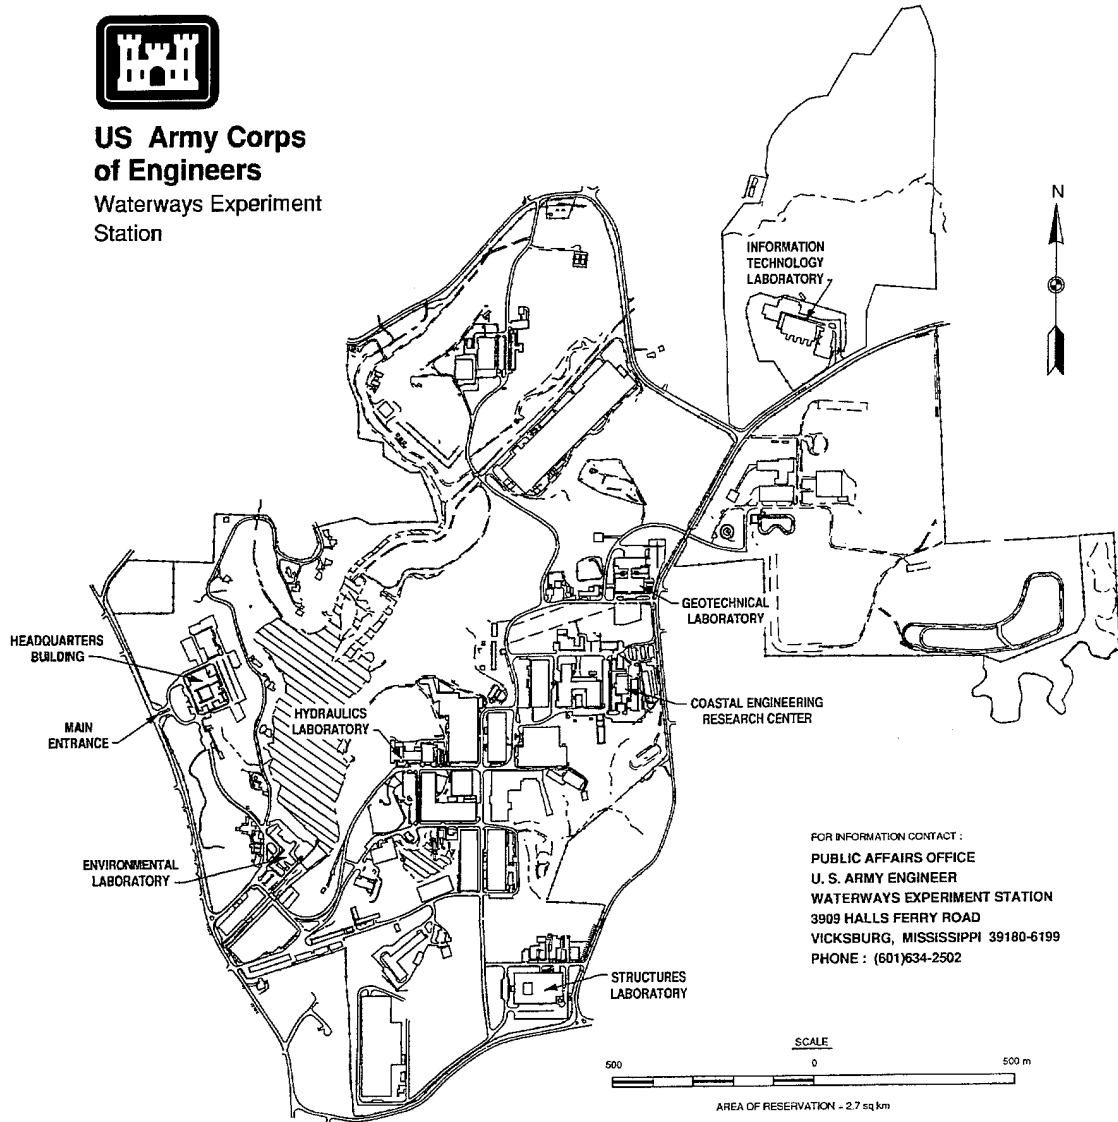 US Army Corps
of Engineers
Waterways Experiment
Station
N
INFORMATION
TECHNOLOGY
LABORATORY
GEOTECHNICAL
LABORATORY
HEADQUARTERS
BUILDING
MAIN
ENTRANCE
HYDRAULICS
LABORATORY
COASTAL ENGINEERING
RESEARCH CENTER
ENVIRONMENTAL
LABORATORY
STRUCTURES
LABORATORY
FOR INFORMATION CONTACT :
PUBLIC AFFAIRS OFFICE
U. S. ARMY ENGINEER
WATERWAYS EXPERIMENT STATION
3909 HALLS FERRY ROAD
VICKSBURG, MISSISSIPPI 39180-6199
PHONE : (601)634-2502
SCALE
500 0 500 m
AREA OF RESERVATION - 2.7 sq km